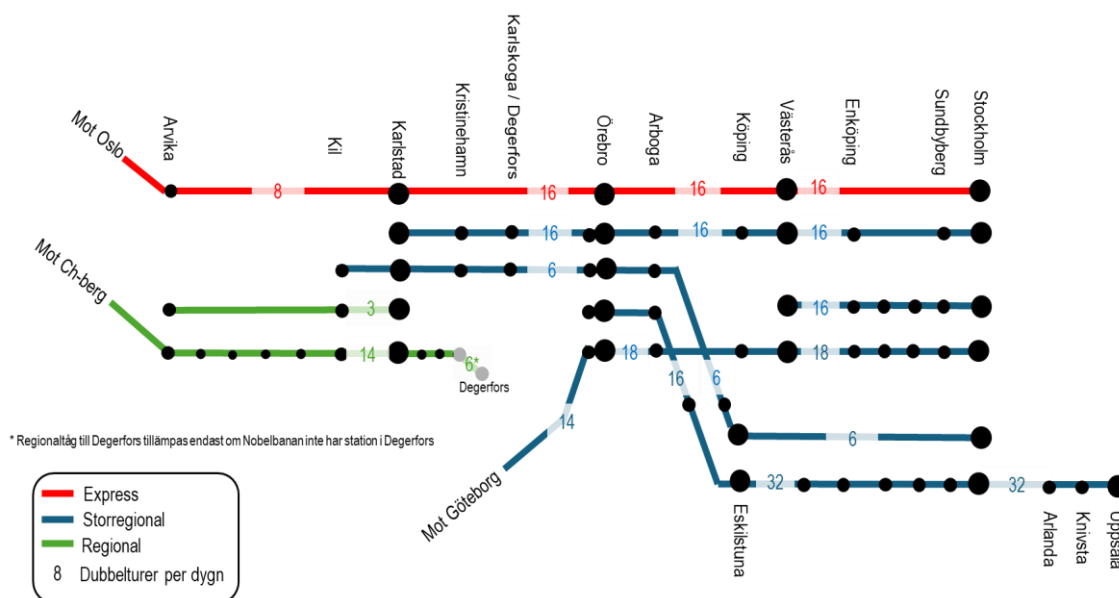 Mot Oslo
Arvika
Kil
Karlstad
Kristinehamn
Karlskoga / Degerfors
Örebro
Arboga
Köping
Västerås
Enköping
Sundbyberg
Stockholm
8
16
16
16
16
16
16
6
Mot Ch-berg
3
16
14
6*
18
18
Degerfors
16
6
14
6
Mot Göteborg
32
32
Eskilstuna
Arlanda
Knivsta
Uppsala
* Regionaltåg till Degerfors tillämpas endast om Nobelbanan inte har station i Degerfors
Express
Storregional
Regional
8 Dubbelturer per dygn